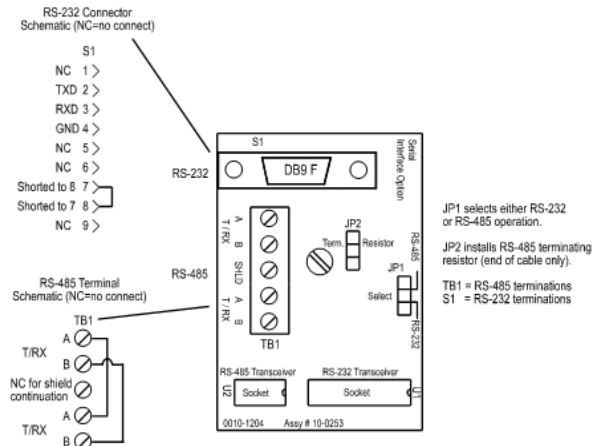 RS-232 Connector
Schematic (NC=no connect)
S1
NC 1
TXD 2
RXD 3
GND 4
NC 5
NC 6
Shorted to 8 7
Shorted to 7 8
NC 9
RS-485 Terminal
Schematic (NC=no connect)
TB1
A
T/RX
B
NC for shield
continuation
A
T/RX
B
RS-232
RS-485
S1
DB9 F
Serial
Interface Option
T / RX
A
B
SHLD
T / RX
A
B
TB1
JP2
Term.
Resistor
JP1
Select
RS-485
RS-232
RS-485 Transceiver
U2
Socket
RS-232 Transceiver
Socket
U1
0010-1204 Assy # 10-0253
JP1 selects either RS-232
or RS-485 operation.
JP2 installs RS-485 terminating
resistor (end of cable only).
TB1 = RS-485 terminations
S1 = RS-232 terminations